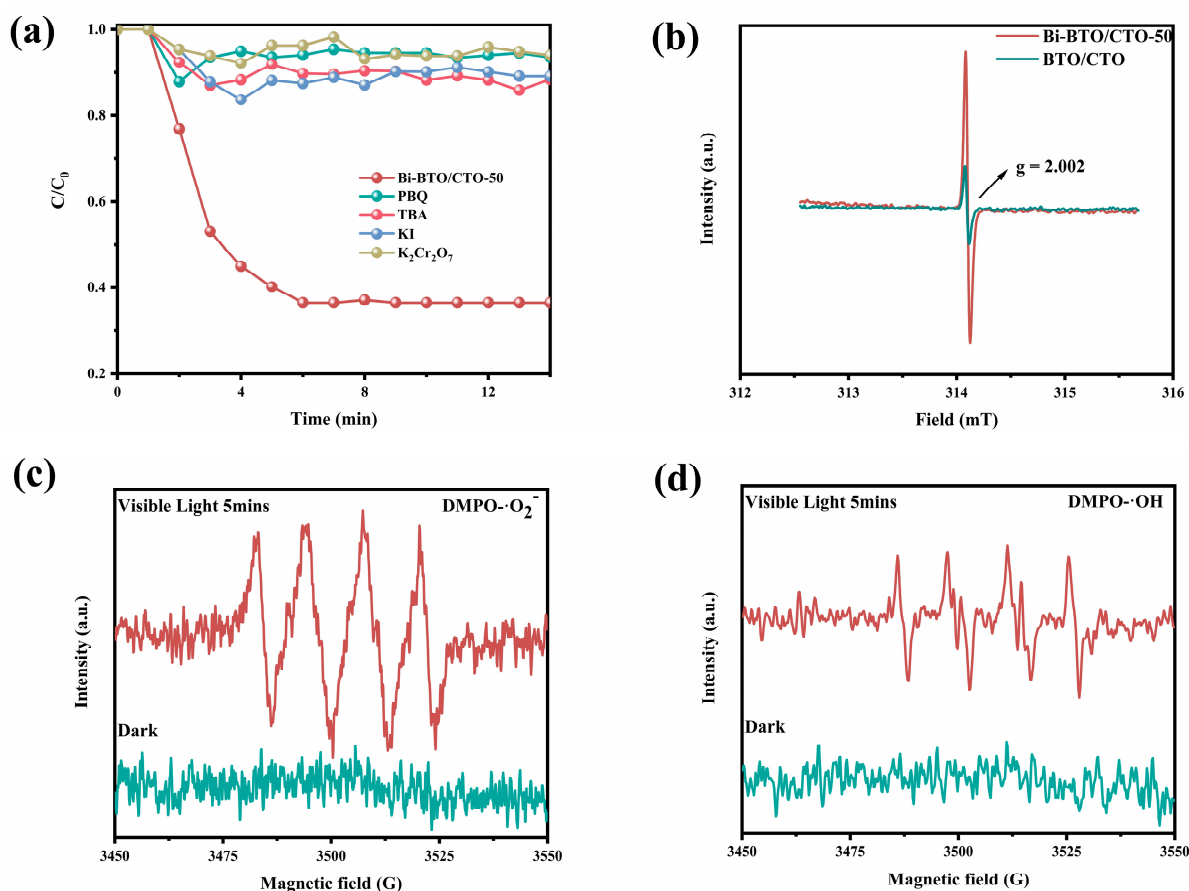 (a)
1.0
0.8
0.6
0.4
0.2
C/C₀
Bi-BTO/CTO-50
PBQ
TBA
KI
K₂Cr₂O₇
0 4 8 12
Time (min)
(b)
Bi-BTO/CTO-50
BTO/CTO
g = 2.002
Intensity (a.u.)
312 313 314 315 316
Field (mT)
(c)
Visible Light 5mins DMPO-·O₂⁻
Dark
Intensity (a.u.)
3450 3475 3500 3525 3550
Magnetic field (G)
(d)
Visible Light 5mins DMPO-·OH
Dark
Intensity (a.u.)
3450 3475 3500 3525 3550
Magnetic field (G)